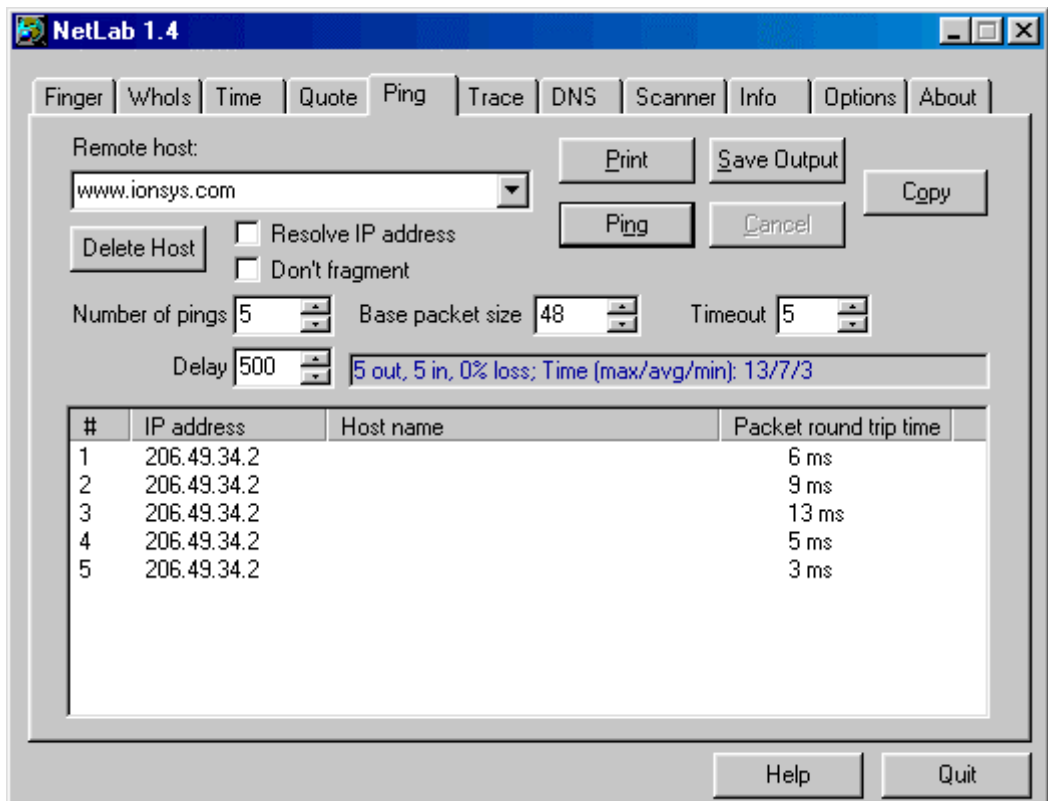 NetLab 1.4
Finger WhoIs Time Quote Ping Trace DNS Scanner Info Options About
Remote host:
www.ionsys.com
Print
Save Output
Copy
Delete Host
Resolve IP address
Ping
Cancel
Don't fragment
Number of pings 5 Base packet size 48 Timeout 5
Delay 500 5 out, 5 in, 0% loss; Time (max/avg/min): 13/7/3
# IP address Host name Packet round trip time
1 206.49.34.2 6 ms
2 206.49.34.2 9 ms
3 206.49.34.2 13 ms
4 206.49.34.2 5 ms
5 206.49.34.2 3 ms
Help Quit